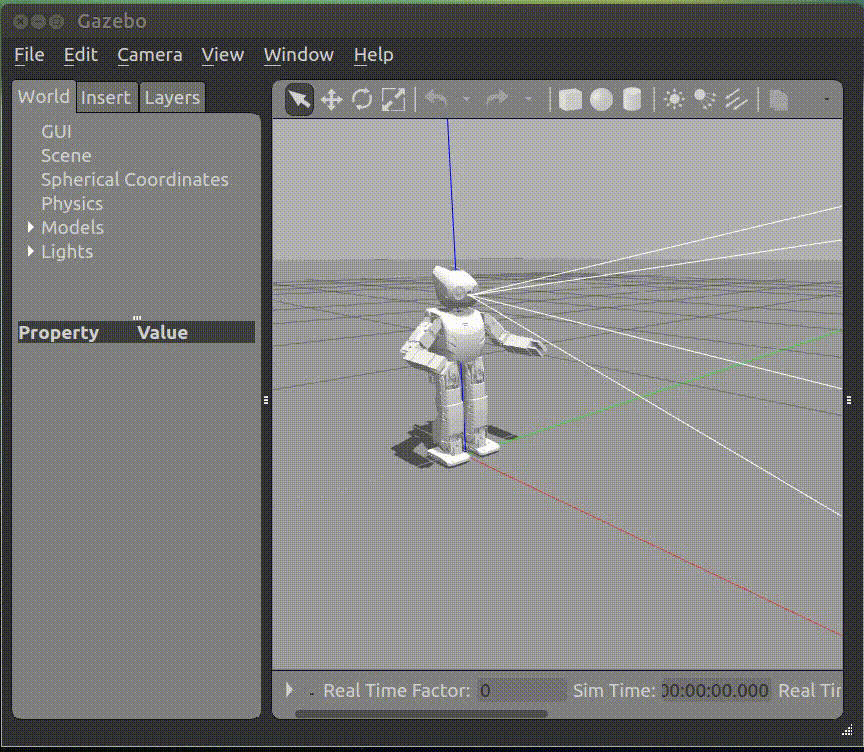 Gazebo
File Edit Camera View Window Help
World Insert Layers
GUI
Scene
Spherical Coordinates
Physics
Models
Lights
Property Value
Real Time Factor: 0 Sim Time: 00:00:00.000 Real